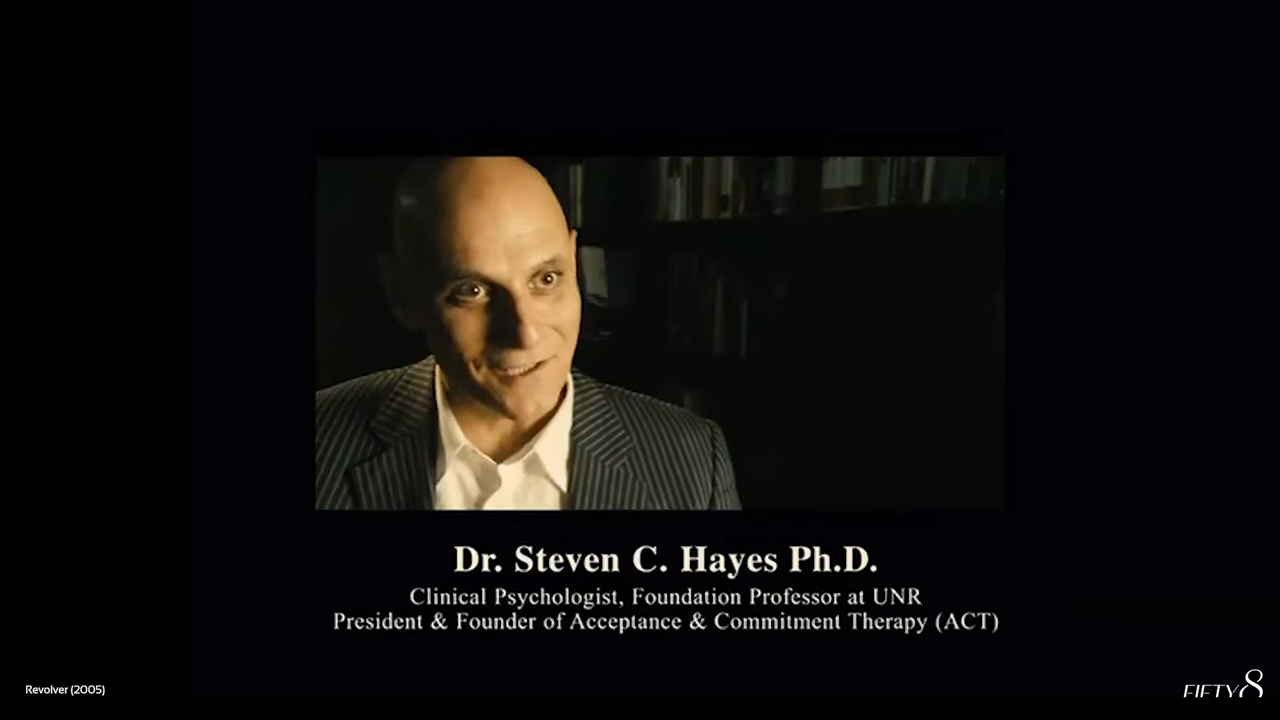 Dr. Steven C. Hayes Ph.D.
Clinical Psychologist, Foundation Professor at UNR
President & Founder of Acceptance & Commitment Therapy (ACT)
Revolver (2005)
FIFTY8